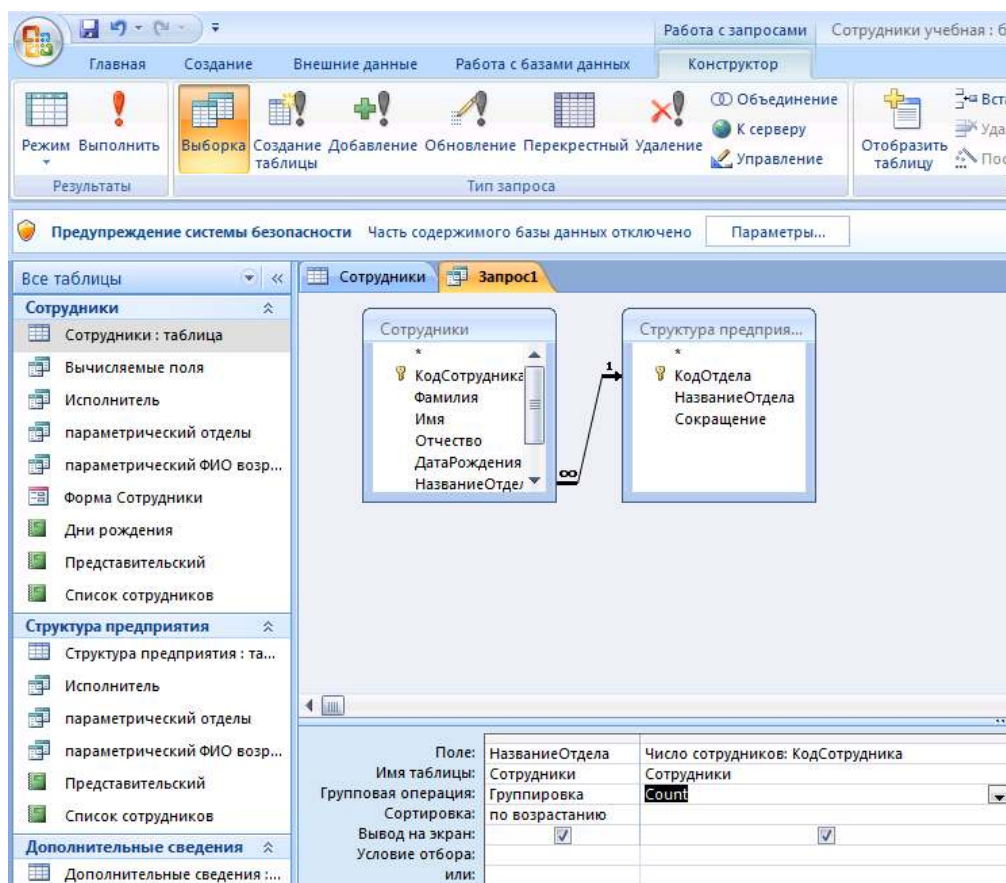 Работа с запросами
Сотрудники учебная : б
Главная
Создание
Внешние данные
Работа с базами данных
Конструктор
Режим
Выполнить
Выборка
Создание таблицы
Добавление
Обновление
Перекрестный
Удаление
Объединение
К серверу
Управление
Отобразить таблицу
Вста
Уда
Пос
Результаты
Тип запроса
Предупреждение системы безопасности Часть содержимого базы данных отключено Параметры...
Все таблицы
Сотрудники
Сотрудники : таблица
Вычисляемые поля
Исполнитель
параметрический отделы
параметрический ФИО возр...
Форма Сотрудники
Дни рождения
Представительский
Список сотрудников
Структура предприятия
Структура предприятия : та...
Исполнитель
параметрический отделы
параметрический ФИО возр...
Представительский
Список сотрудников
Дополнительные сведения
Дополнительные сведения :...
Сотрудники
Запрос1
Сотрудники
*
КодСотрудника
Фамилия
Имя
Отчество
ДатаРождения
НазваниеОтдел
1
∞
Структура предприя...
*
КодОтдела
НазваниеОтдела
Сокращение
Поле: НазваниеОтдела Число сотрудников: КодСотрудника
Имя таблицы: Сотрудники Сотрудники
Групповая операция: Группировка Count
Сортировка: по возрастанию
Вывод на экран:
Условие отбора:
или: